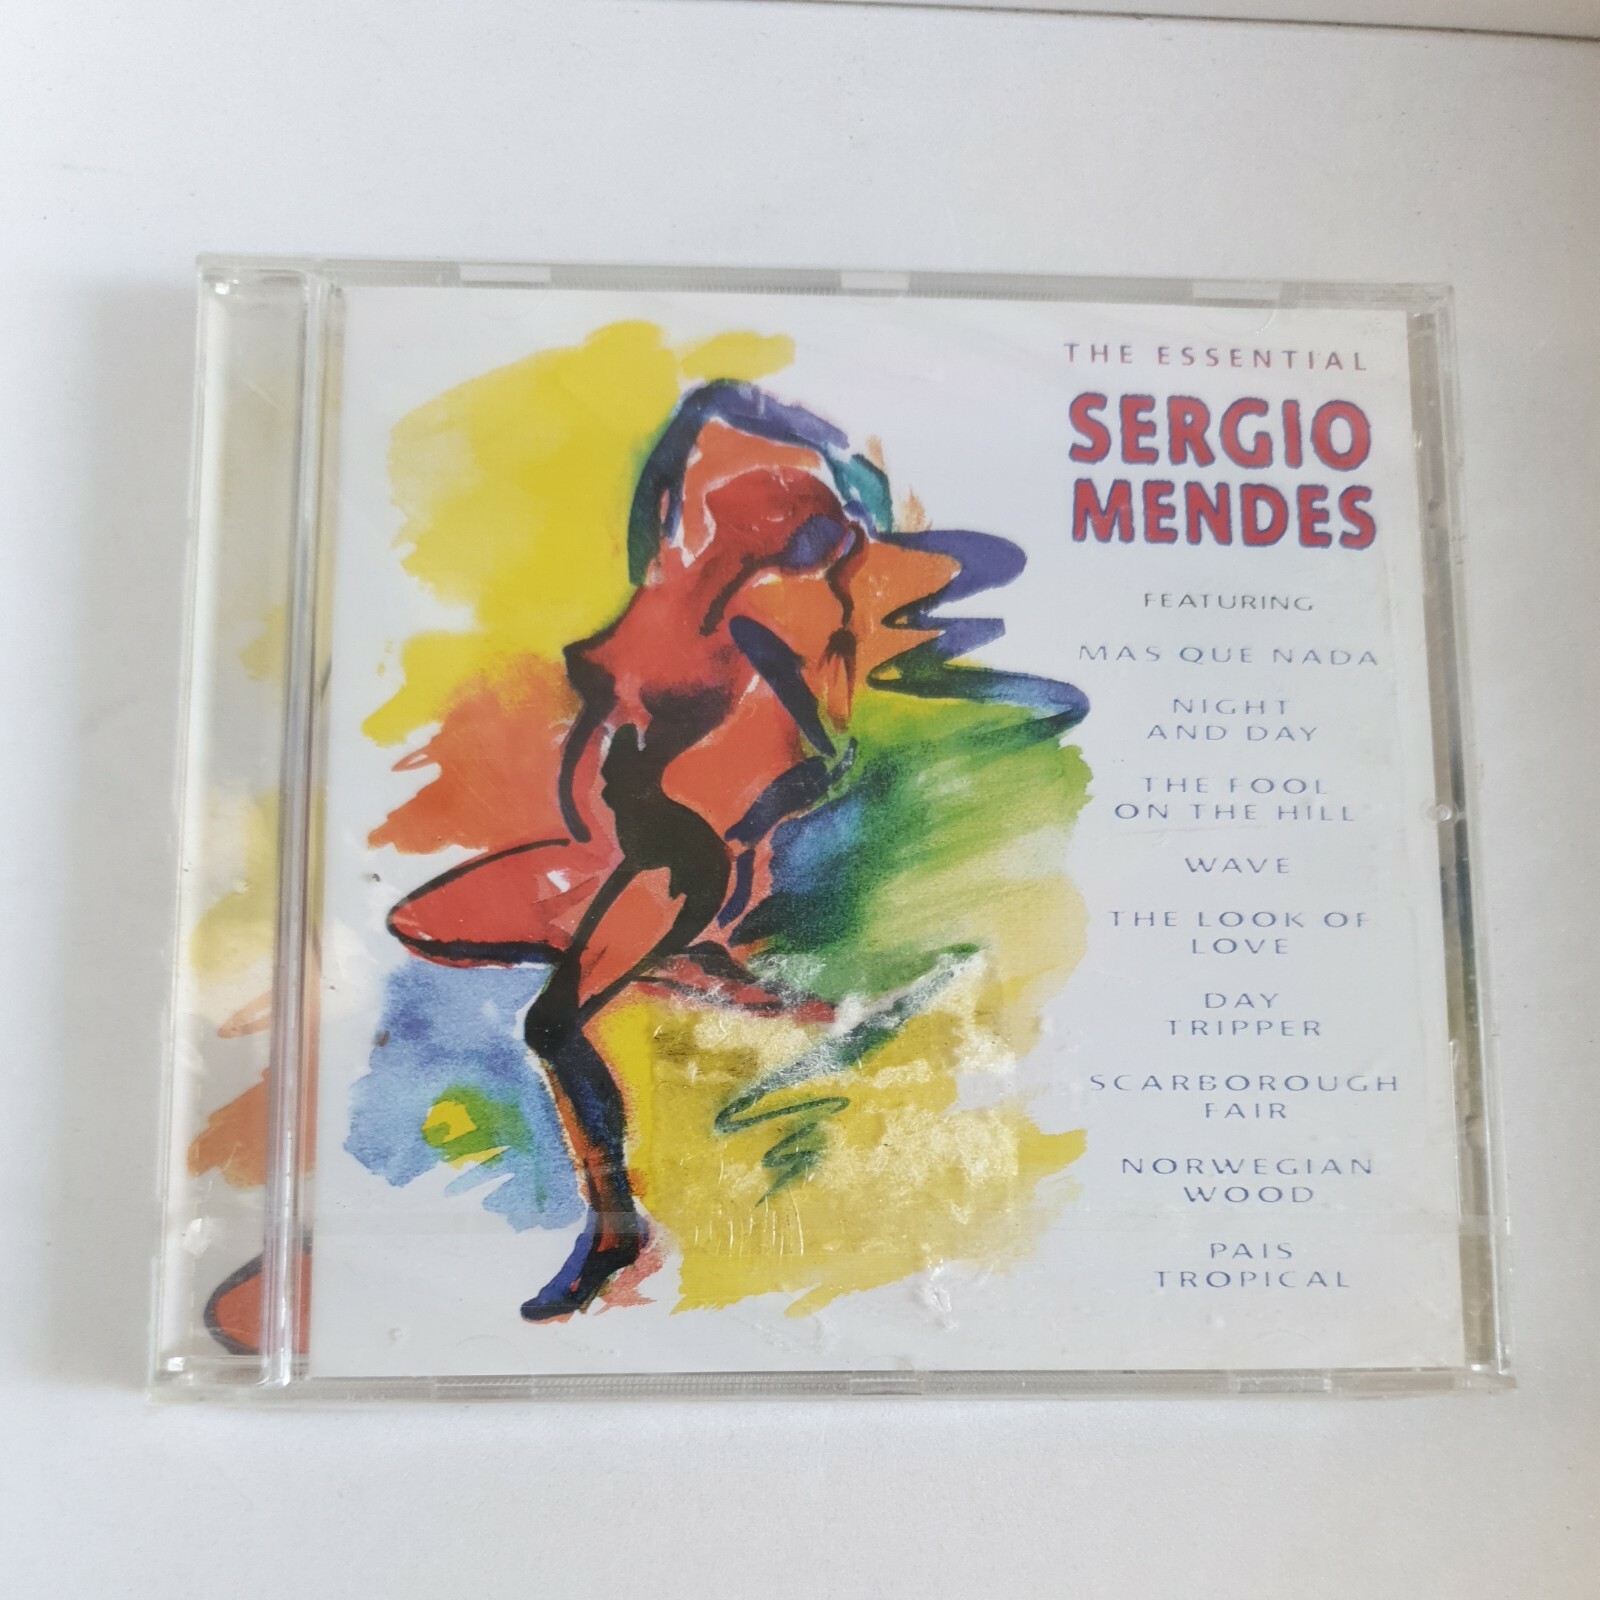 THE ESSENTIAL
SERGIO
MENDES
FEATURING
MAS QUE NADA
NIGHT
AND DAY
THE FOOL
ON THE HILL
WAVE
THE LOOK OF
LOVE
DAY
TRIPPER
SCARBOROUGH
FAIR
NORWEGIAN
WOOD
PAIS
TROPICAL